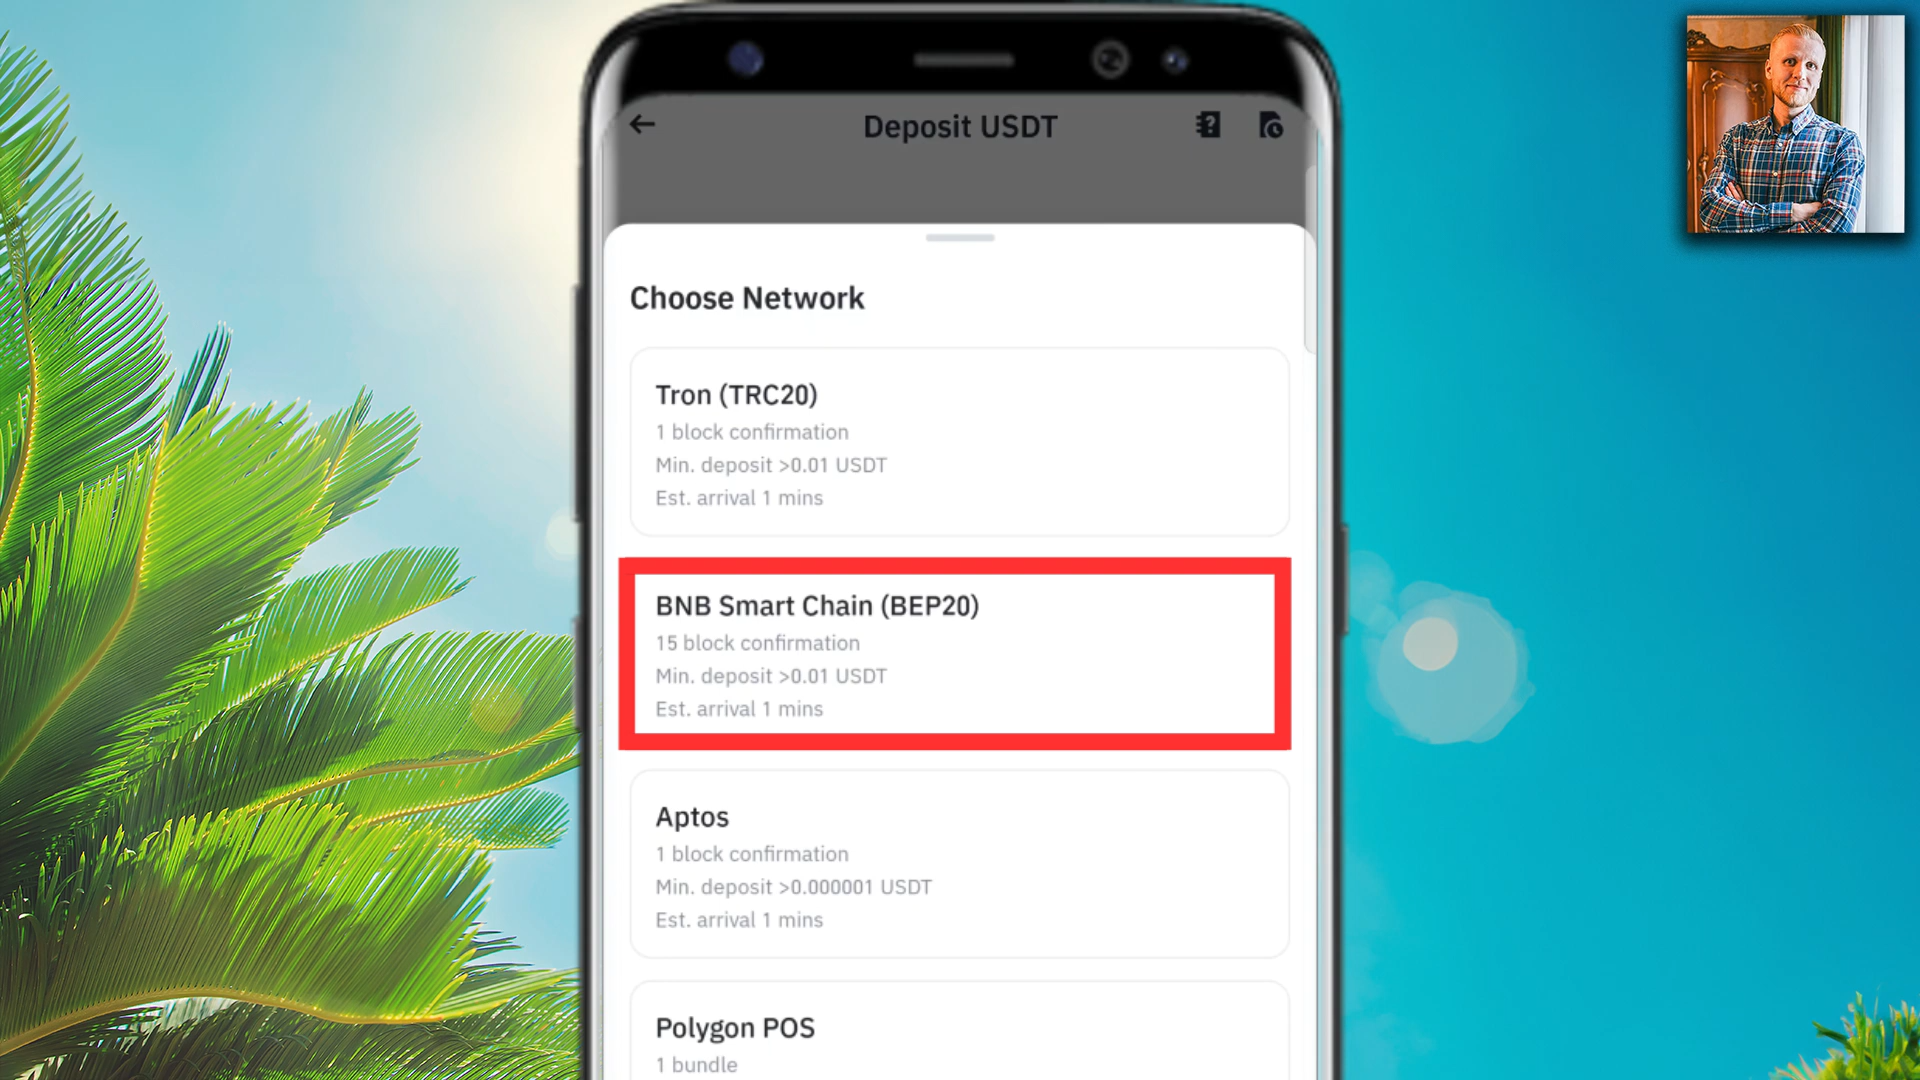 Deposit USDT
Choose Network
Tron (TRC20)
1 block confirmation
Min. deposit >0.01 USDT
Est. arrival 1 mins
BNB Smart Chain (BEP20)
15 block confirmation
Min. deposit >0.01 USDT
Est. arrival 1 mins
Aptos
1 block confirmation
Min. deposit >0.000001 USDT
Est. arrival 1 mins
Polygon POS
1 bundle